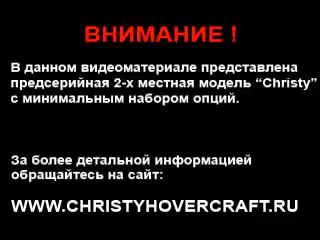 ВНИМАНИЕ !
В данном видеоматериале представлена
предсерийная 2-х местная модель “Christy”
с минимальным набором опций.
За более детальной информацией
обращайтесь на сайт:
WWW.CHRISTYHOVERCRAFT.RU